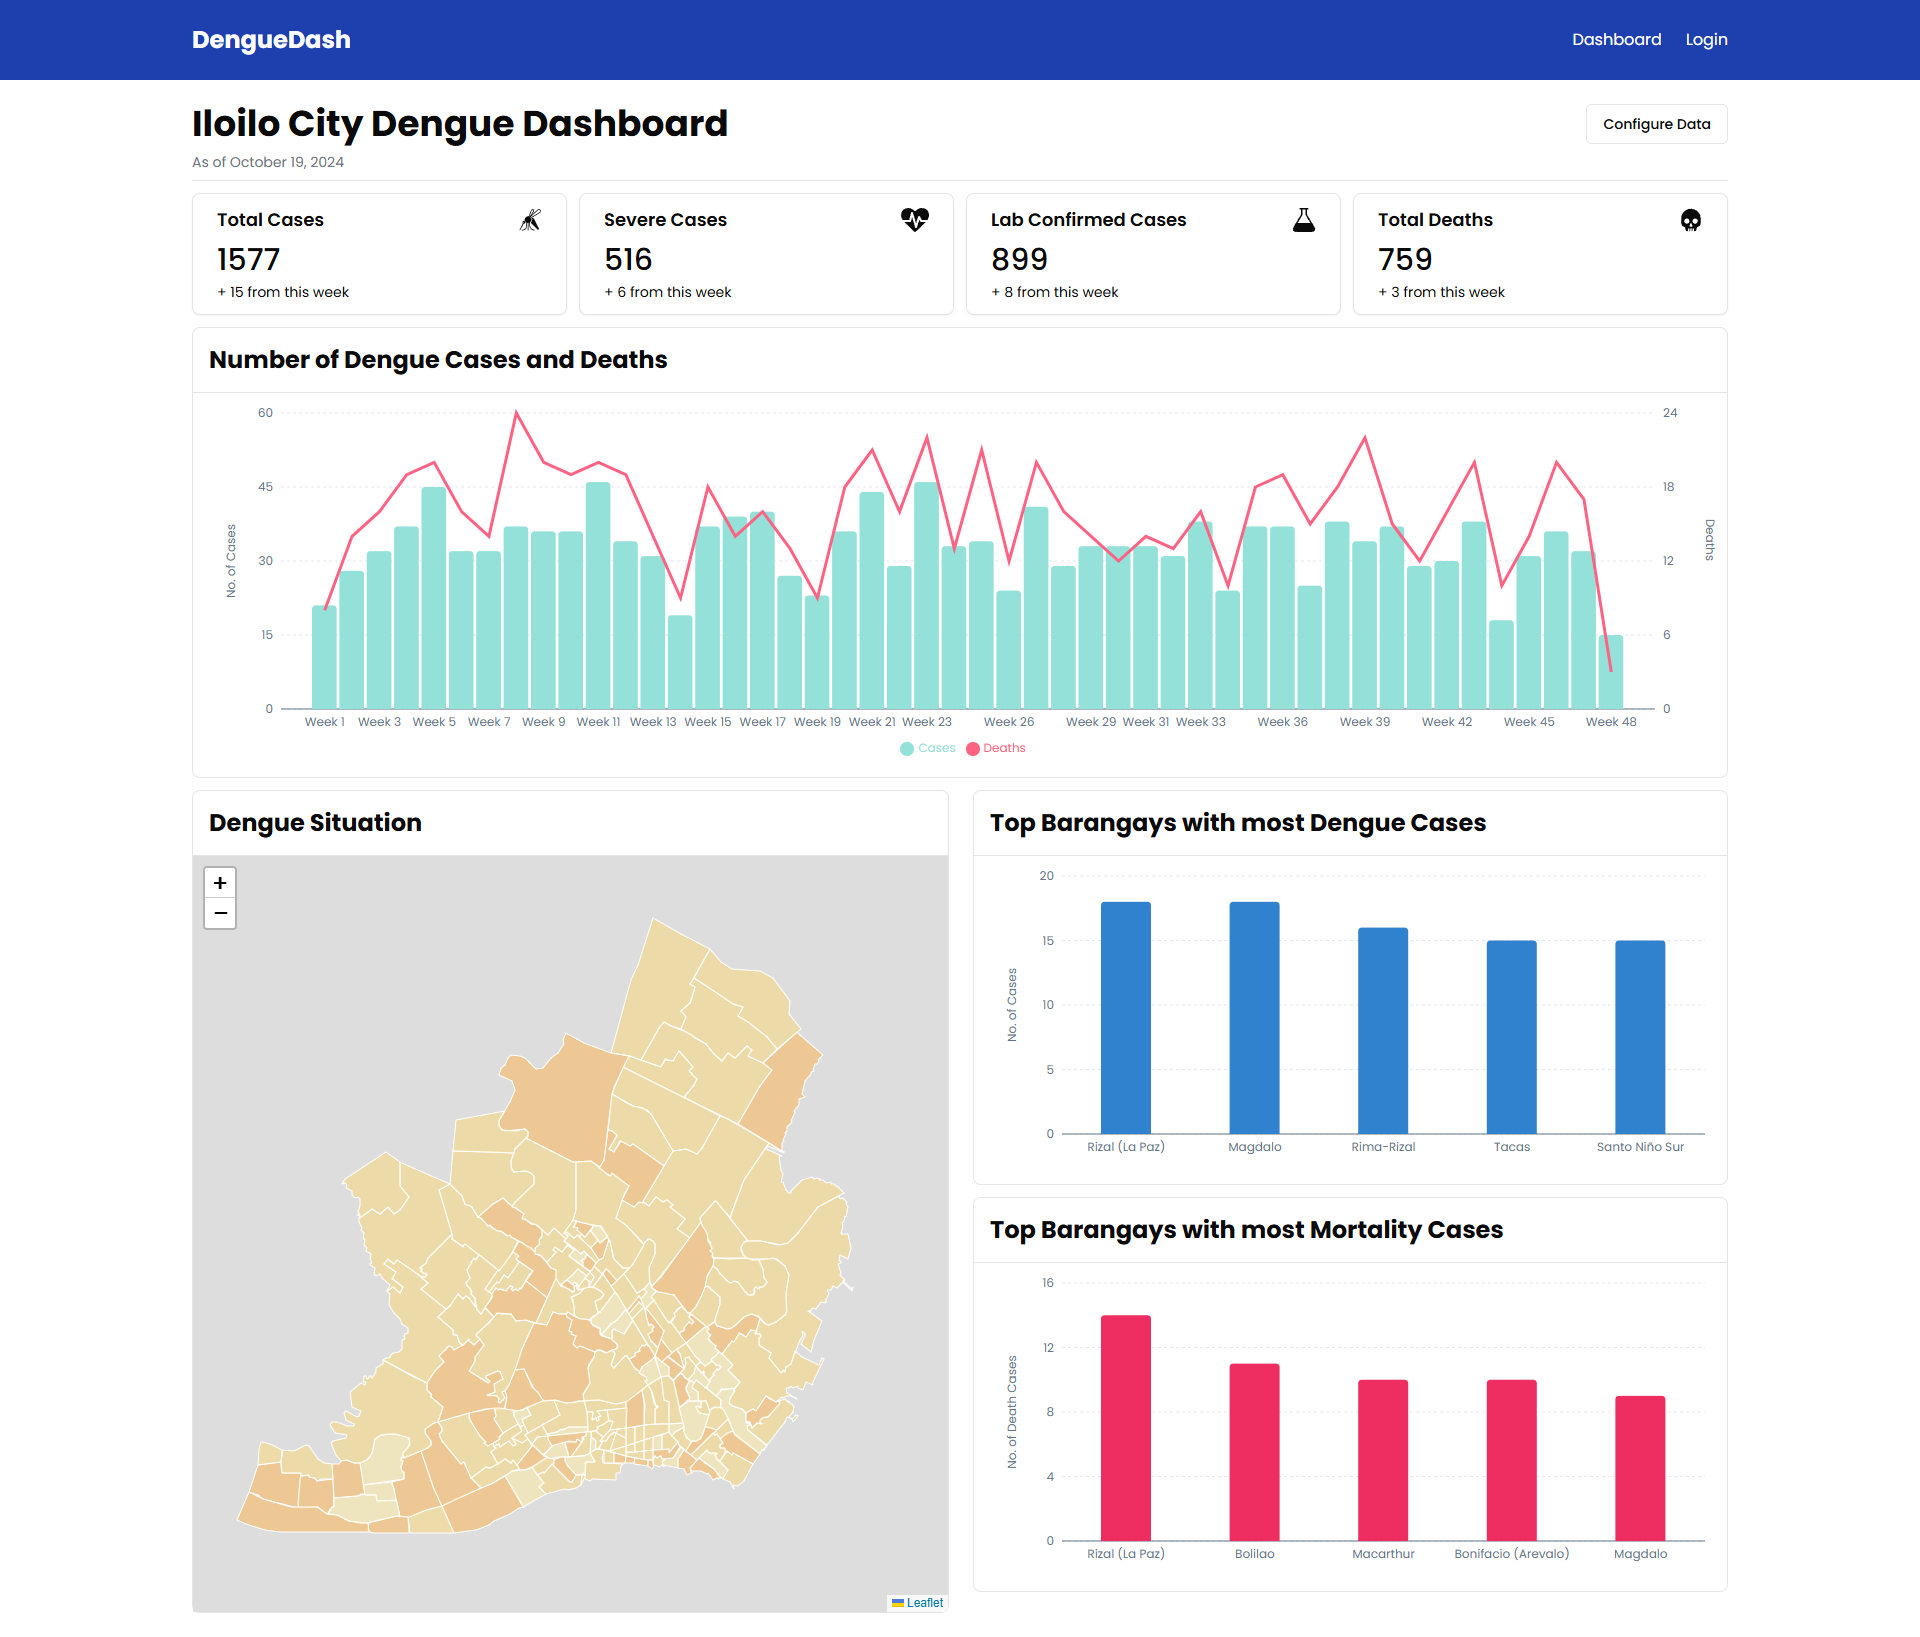 DengueDash
Dashboard Login
Iloilo City Dengue Dashboard
Configure Data
As of October 19, 2024
Total Cases
1577
+ 15 from this week
Severe Cases
516
+ 6 from this week
Lab Confirmed Cases
899
+ 8 from this week
Total Deaths
759
+ 3 from this week
Number of Dengue Cases and Deaths
60
45
30
15
0
No. of Cases
24
18
12
6
0
Deaths
Week 1 Week 3 Week 5 Week 7 Week 9 Week 11 Week 13 Week 15 Week 17 Week 19 Week 21 Week 23 Week 26 Week 29 Week 31 Week 33 Week 36 Week 39 Week 42 Week 45 Week 48
Cases Deaths
Dengue Situation
+
−
Leaflet
Top Barangays with most Dengue Cases
20
15
10
5
0
No. of Cases
Rizal (La Paz) Magdalo Rima-Rizal Tacas Santo Niño Sur
Top Barangays with most Mortality Cases
16
12
8
4
0
No. of Death Cases
Rizal (La Paz) Bolilao Macarthur Bonifacio (Arevalo) Magdalo